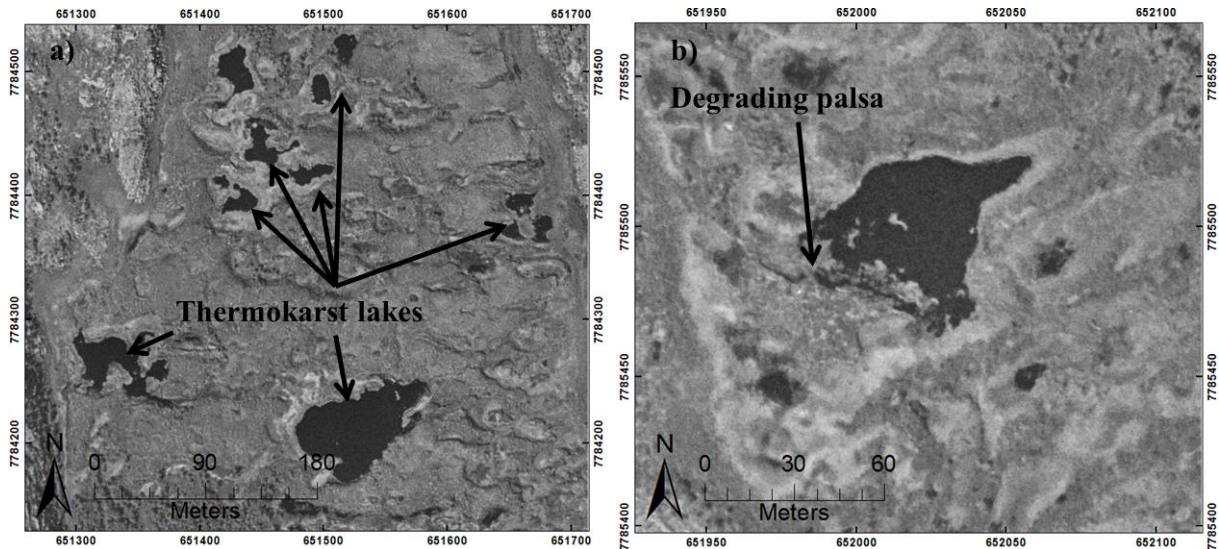 651300 651400 651515 651600 651700
a)
7784500 7784500
7784400 7784400
Thermokarst lakes
7784300 7784300
7784200 7784200
N
0 90 180
Meters
651300 651400 651500 651600 651700
651950 652000 652050 652100
b)
7785550 7785550
Degrading palsa
7785500 7785500
7785450 7785450
N
0 30 60
Meters
7785400 7785400
651950 652000 652050 652100